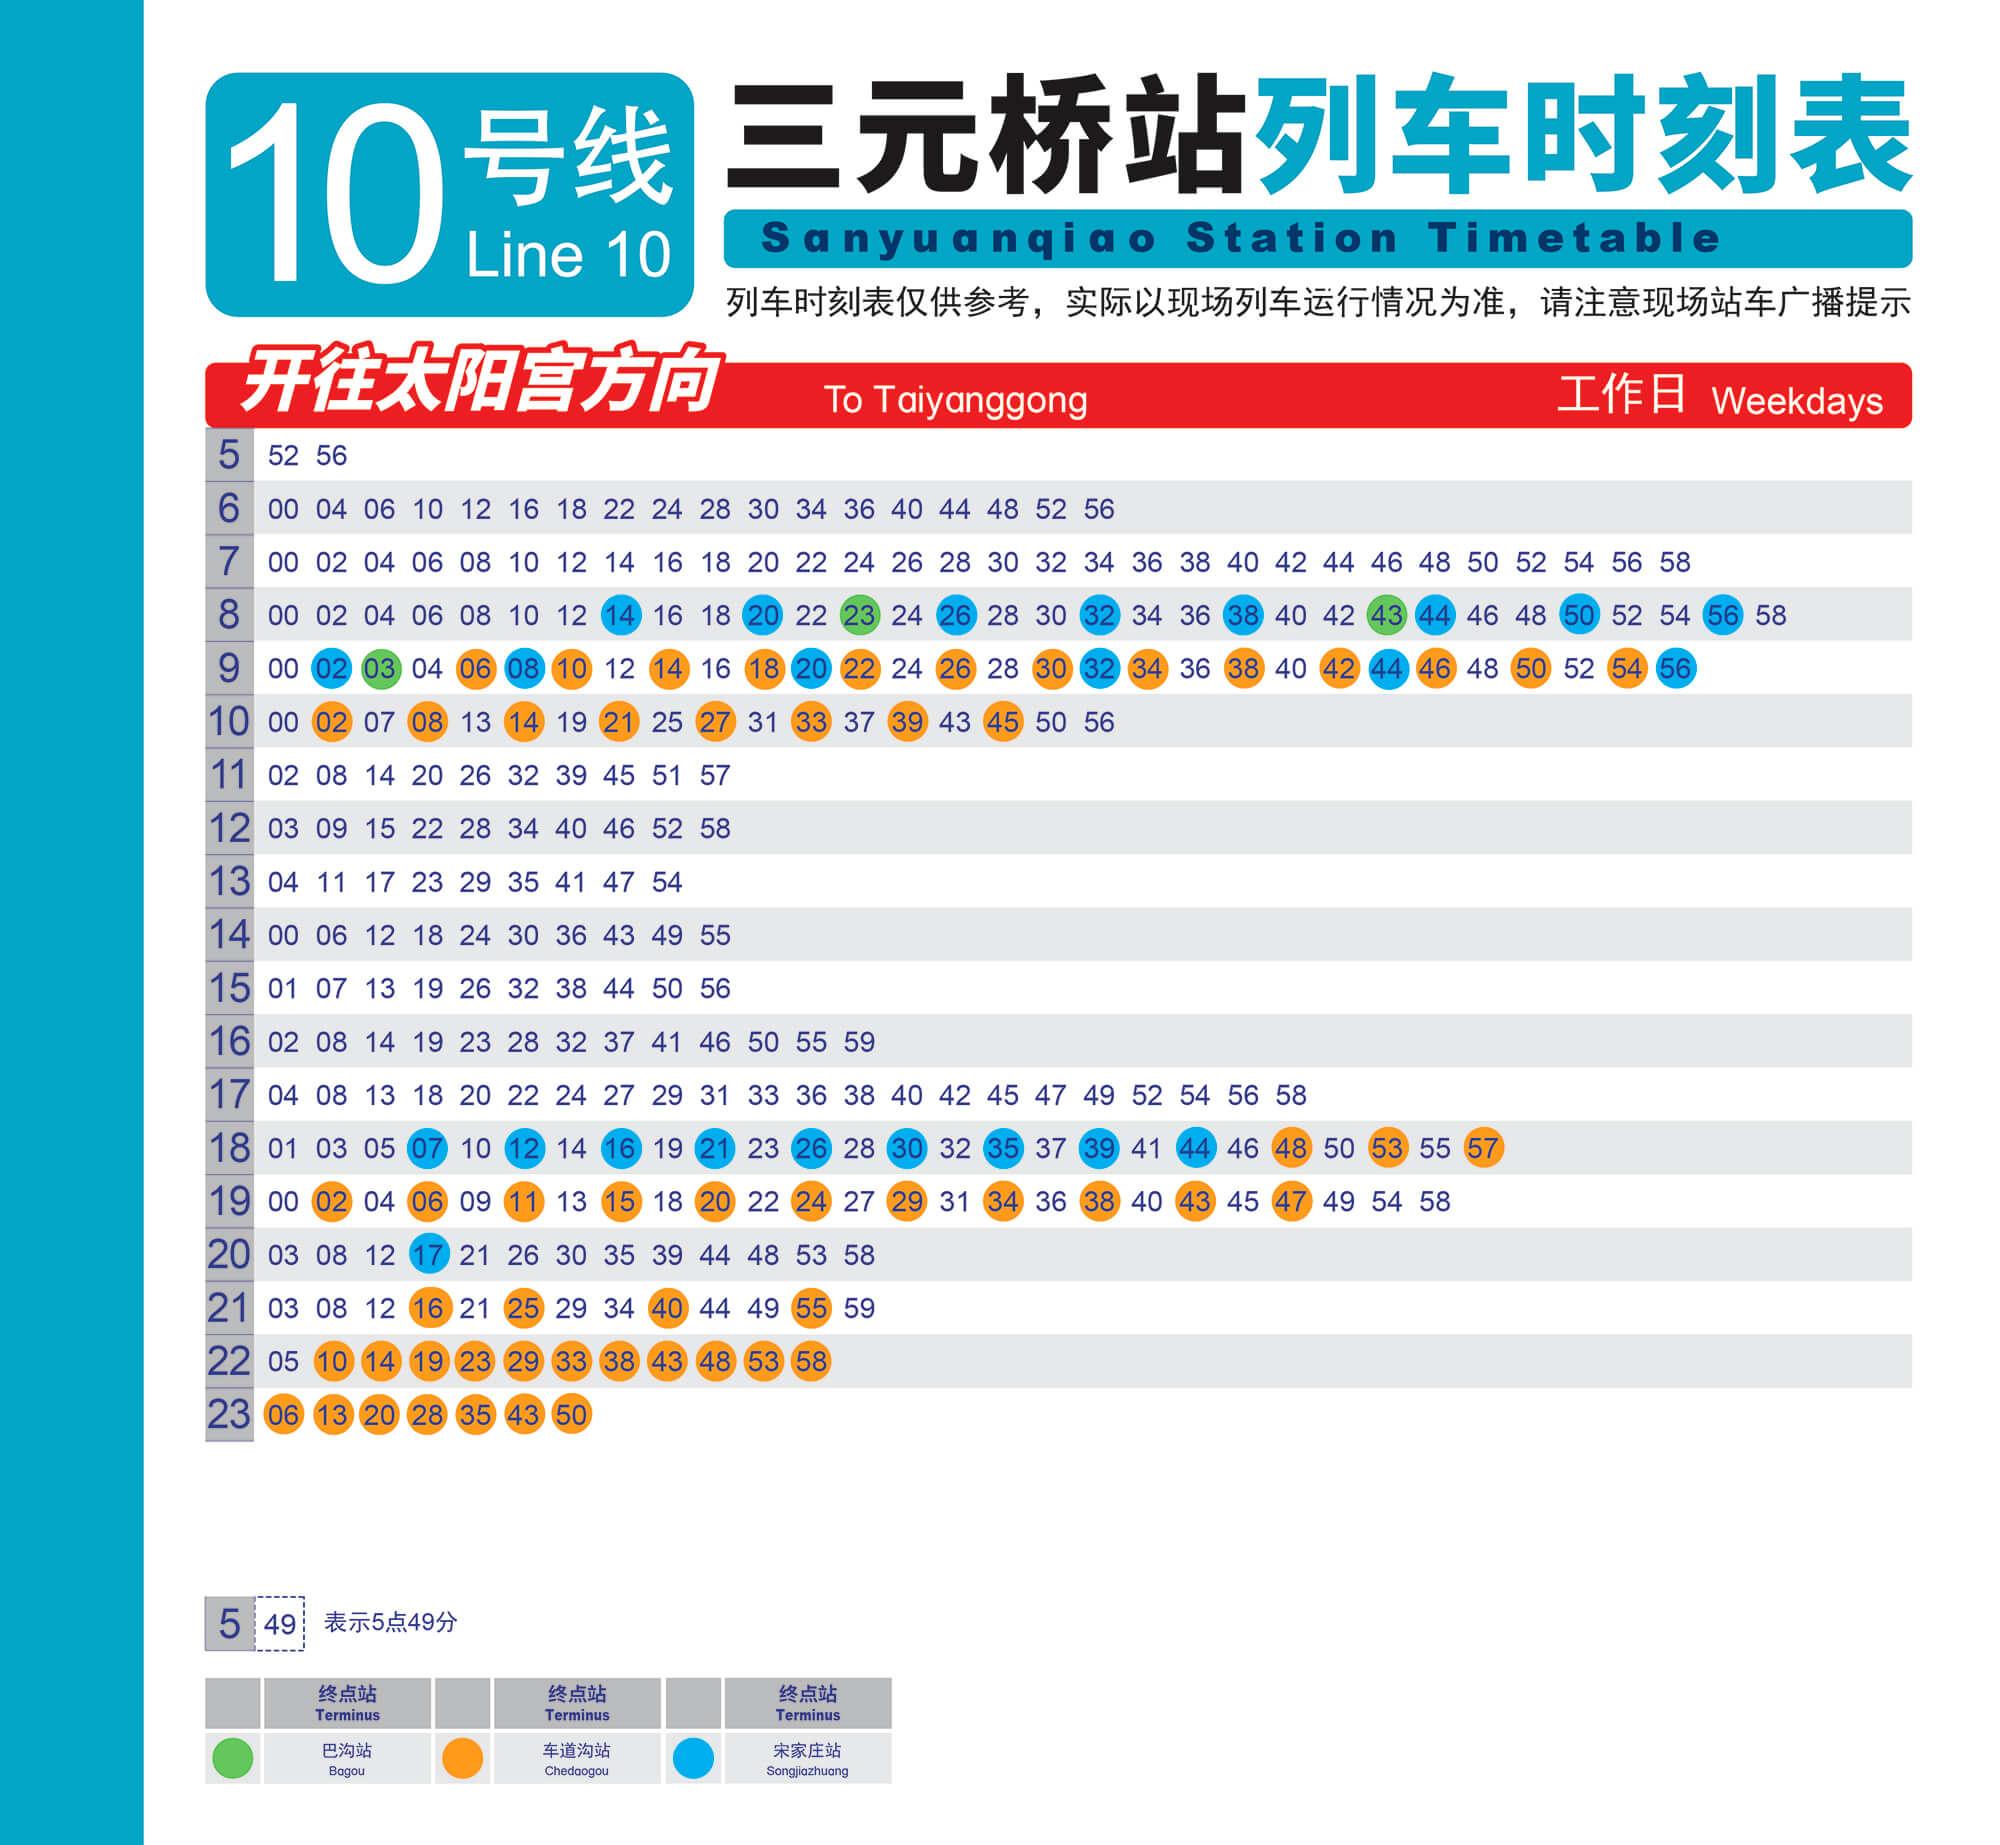 10号线
Line 10
三元桥站列车时刻表
Sanyuanqiao Station Timetable
列车时刻表仅供参考，实际以现场列车运行情况为准，请注意现场站车广播提示
开往太阳宫方向 To Taiyanggong 工作日 Weekdays
5 52 56
6 00 04 06 10 12 16 18 22 24 28 30 34 36 40 44 48 52 56
7 00 02 04 06 08 10 12 14 16 18 20 22 24 26 28 30 32 34 36 38 40 42 44 46 48 50 52 54 56 58
8 00 02 04 06 08 10 12 14 16 18 20 22 23 24 26 28 30 32 34 36 38 40 42 43 44 46 48 50 52 54 56 58
9 00 02 03 04 06 08 10 12 14 16 18 20 22 24 26 28 30 32 34 36 38 40 42 44 46 48 50 52 54 56
10 00 02 07 08 13 14 19 21 25 27 31 33 37 39 43 45 50 56
11 02 08 14 20 26 32 39 45 51 57
12 03 09 15 22 28 34 40 46 52 58
13 04 11 17 23 29 35 41 47 54
14 00 06 12 18 24 30 36 43 49 55
15 01 07 13 19 26 32 38 44 50 56
16 02 08 14 19 23 28 32 37 41 46 50 55 59
17 04 08 13 18 20 22 24 27 29 31 33 36 38 40 42 45 47 49 52 54 56 58
18 01 03 05 07 10 12 14 16 19 21 23 26 28 30 32 35 37 39 41 44 46 48 50 53 55 57
19 00 02 04 06 09 11 13 15 18 20 22 24 27 29 31 34 36 38 40 43 45 47 49 54 58
20 03 08 12 17 21 26 30 35 39 44 48 53 58
21 03 08 12 16 21 25 29 34 40 44 49 55 59
22 05 10 14 19 23 29 33 38 43 48 53 58
23 06 13 20 28 35 43 50
5 49 表示5点49分
终点站 终点站 终点站
Terminus Terminus Terminus
巴沟站 车道沟站 宋家庄站
Bagou Chedaogou Songjiazhuang